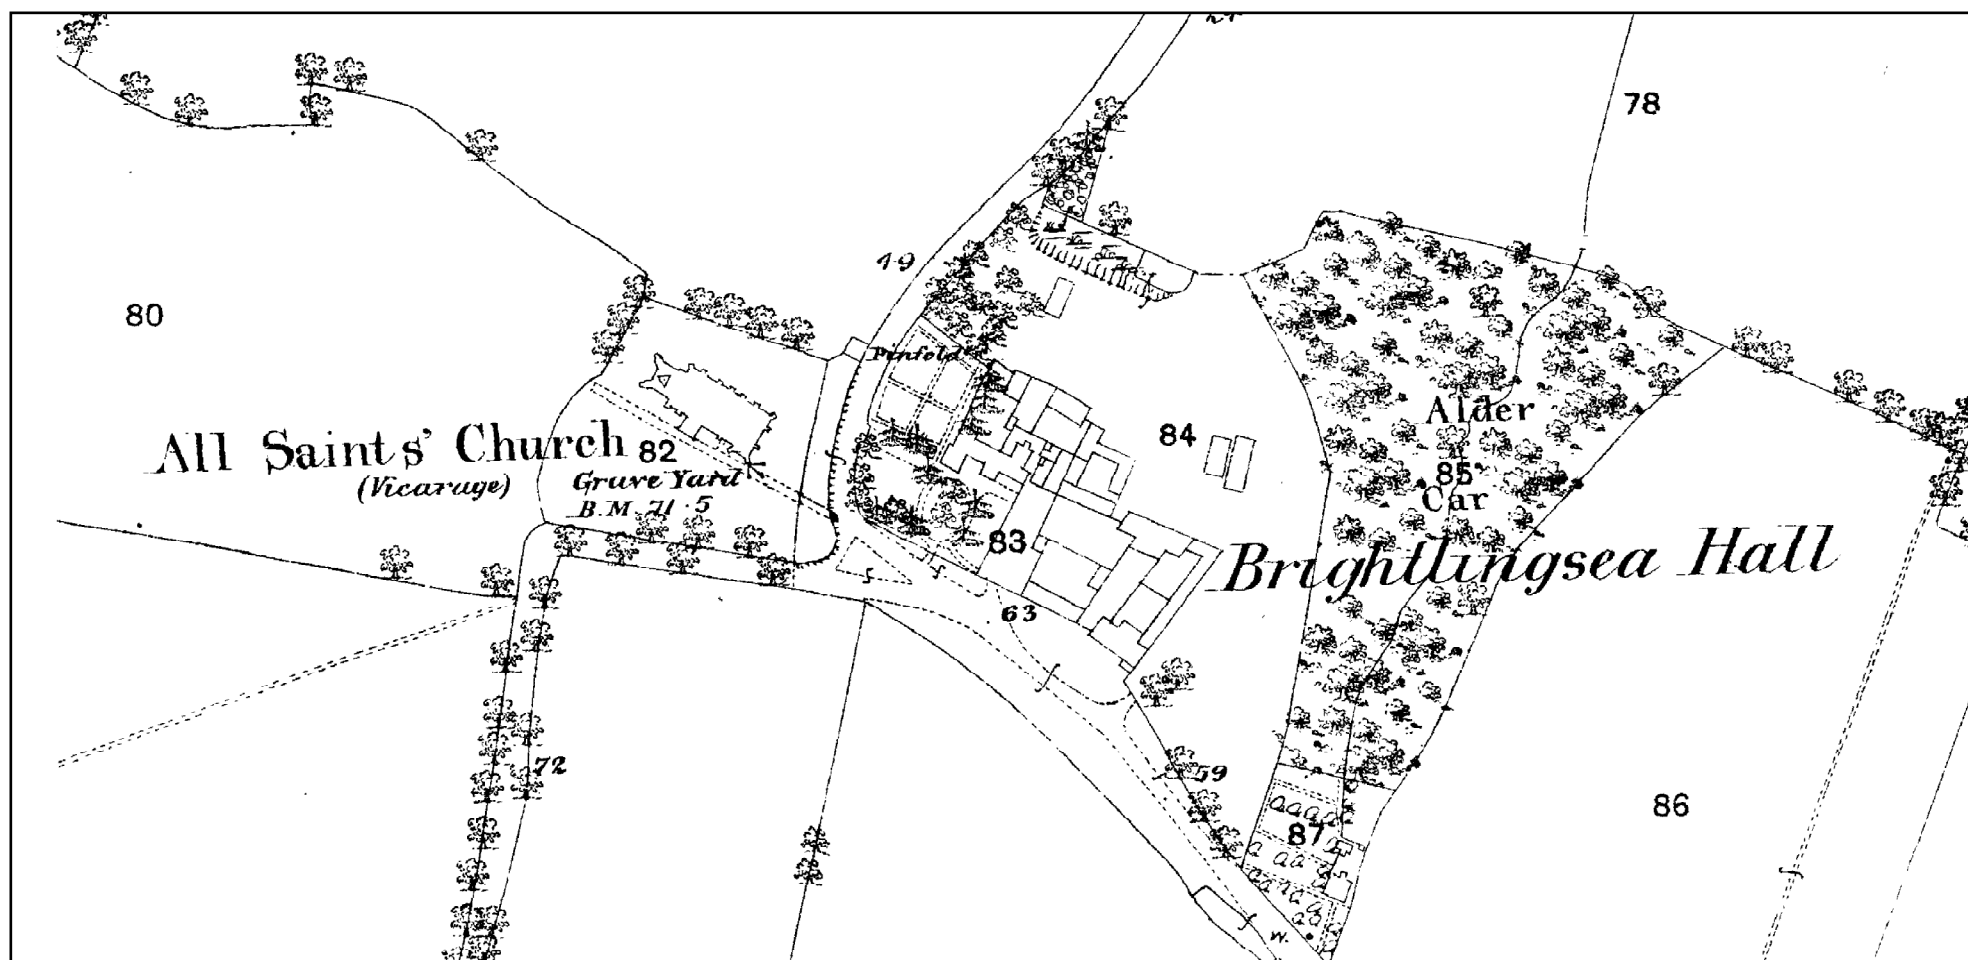 78
19
80
Pinfold
84
Alder
85
Car
All Saints' Church
(Vicarage)
82
Grave Yard
B.M. 71.5
83
Brightlingsea Hall
63
72
59
86
87
W.